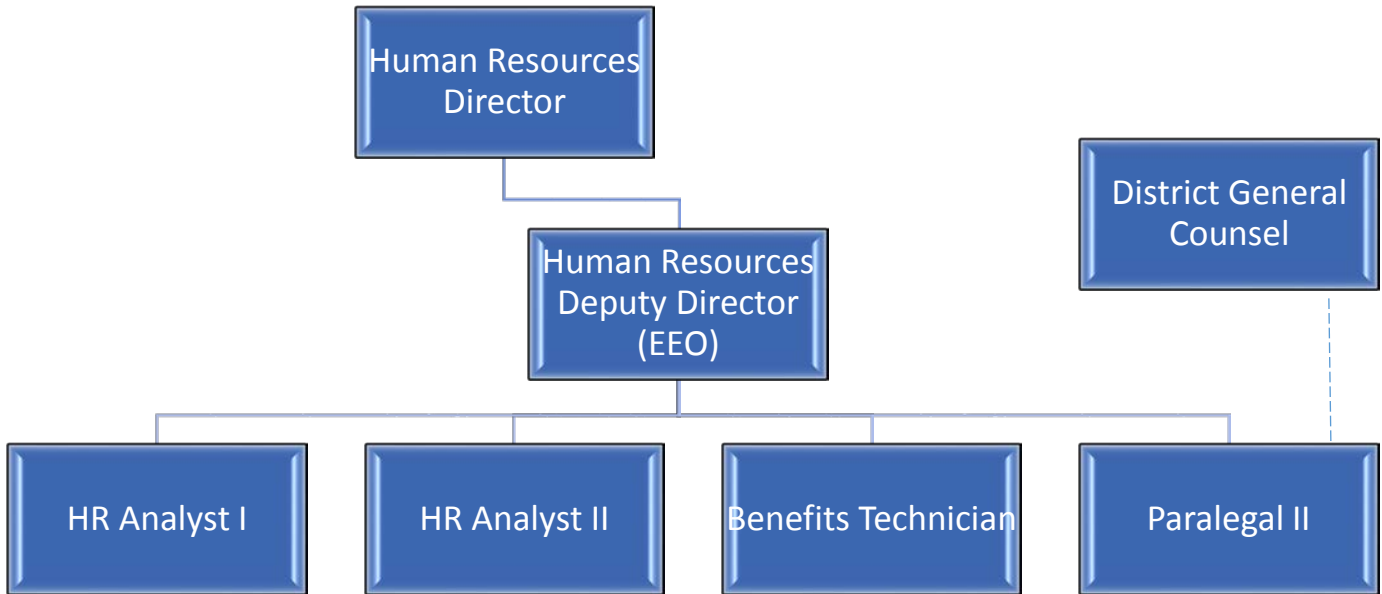 Human Resources
Director
District General
Counsel
Human Resources
Deputy Director
(EEO)
HR Analyst I
HR Analyst II
Benefits Technician
Paralegal II